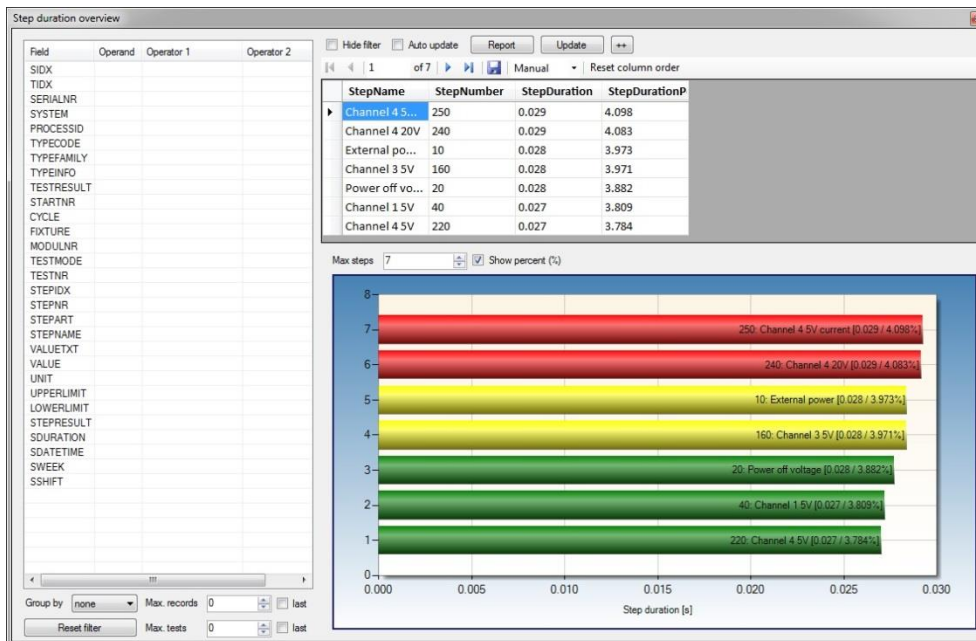 Step duration overview
Field Operand Operator 1 Operator 2
SIDX
TIDX
SERIALNR
SYSTEM
PROCESSID
TYPECODE
TYPEFAMILY
TYPEINFO
TESTRESULT
STARTNR
CYCLE
FIXTURE
MODULNR
TESTMODE
TESTNR
STEPIDX
STEPNR
STEPART
STEPNAME
VALUETXT
VALUE
UNIT
UPPERLIMIT
LOWERLIMIT
STEPRESULT
SDURATION
SDATETIME
SWEEK
SSHIFT
Group by none Max. records 0 last
Reset filter Max. tests 0 last
Hide filter Auto update Report Update ++
1 of 7 Manual Reset column order
StepName StepNumber StepDuration StepDurationP
Channel 4 5... 250 0.029 4.098
Channel 4 20V 240 0.029 4.083
External po... 10 0.028 3.973
Channel 3 5V 160 0.028 3.971
Power off vo... 20 0.028 3.882
Channel 1 5V 40 0.027 3.809
Channel 4 5V 220 0.027 3.784
Max steps 7 Show percent (%)
8
7 250: Channel 4 5V current [0.029 / 4.098%]
6 240: Channel 4 20V [0.029 / 4.083%]
5 10: External power [0.028 / 3.973%]
4 160: Channel 3 5V [0.028 / 3.971%]
3 20: Power off voltage [0.028 / 3.882%]
2 40: Channel 1 5V [0.027 / 3.809%]
1 220: Channel 4 5V [0.027 / 3.784%]
0
0.000 0.005 0.010 0.015 0.020 0.025 0.030
Step duration [s]